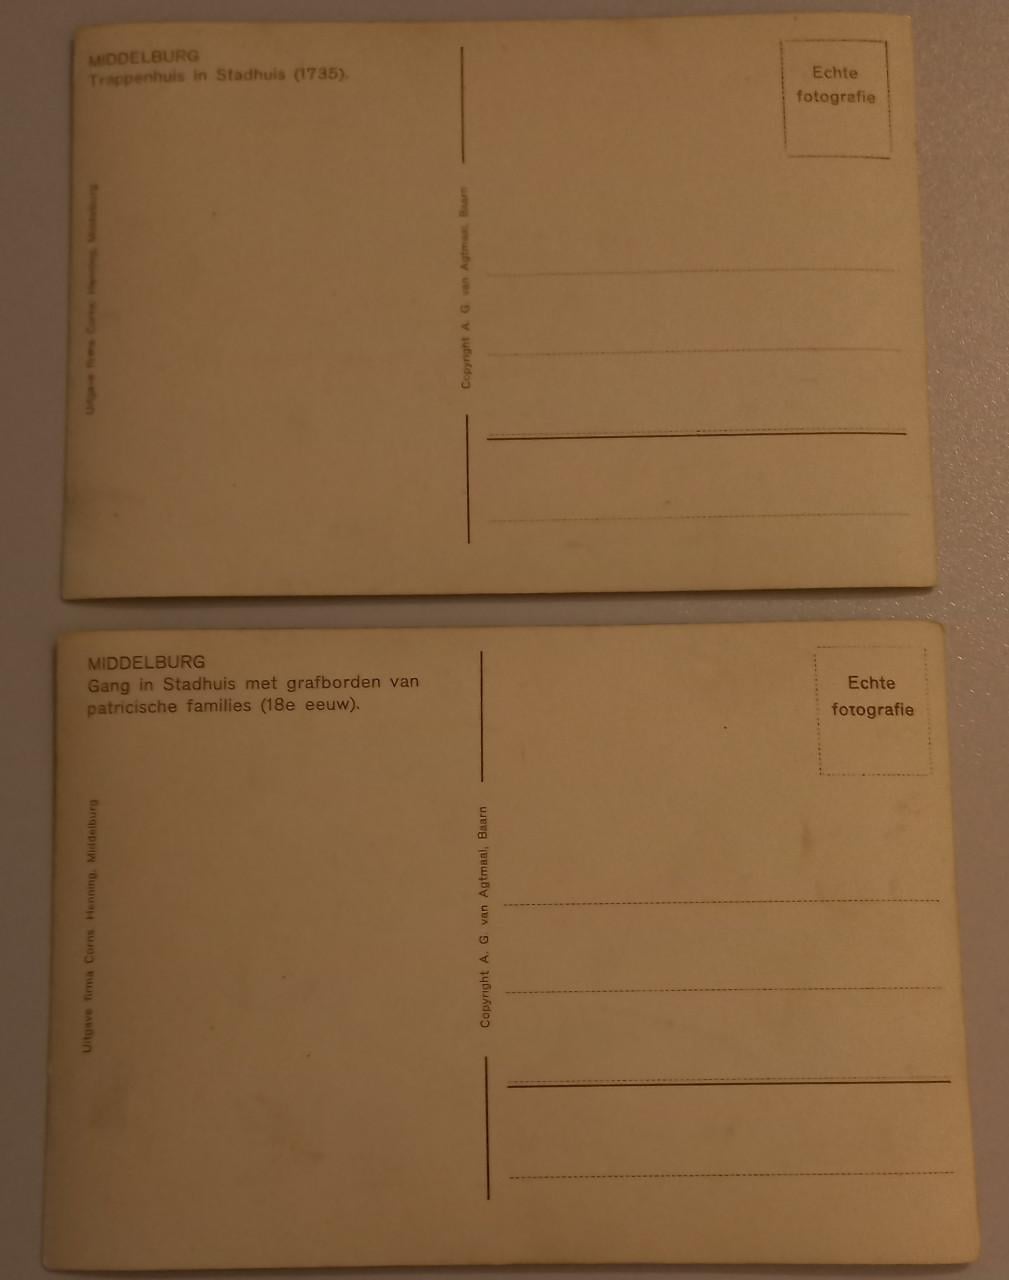 MIDDELBURG
Trappenhuis in Stadhuis (1735).
Uitgave firma Corns. Henning, Middelburg
Copyright A. G. van Agtmaal, Baarn
Echte
fotografie
MIDDELBURG
Gang in Stadhuis met grafborden van
patricische families (18e eeuw).
Uitgave firma Corns. Henning, Middelburg
Copyright A. G. van Agtmaal, Baarn
Echte
fotografie